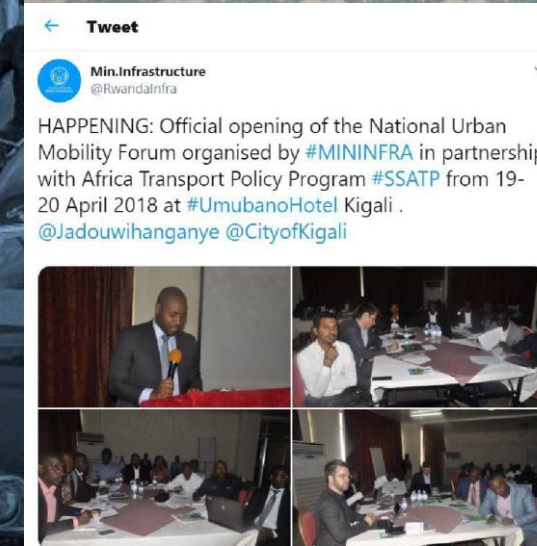 Tweet
Min.Infrastructure
@RwandaInfra
HAPPENING: Official opening of the National Urban
Mobility Forum organised by #MININFRA in partnership
with Africa Transport Policy Program #SSATP from 19-
20 April 2018 at #UmubanoHotel Kigali .
@Jadouwihanganye @CityofKigali